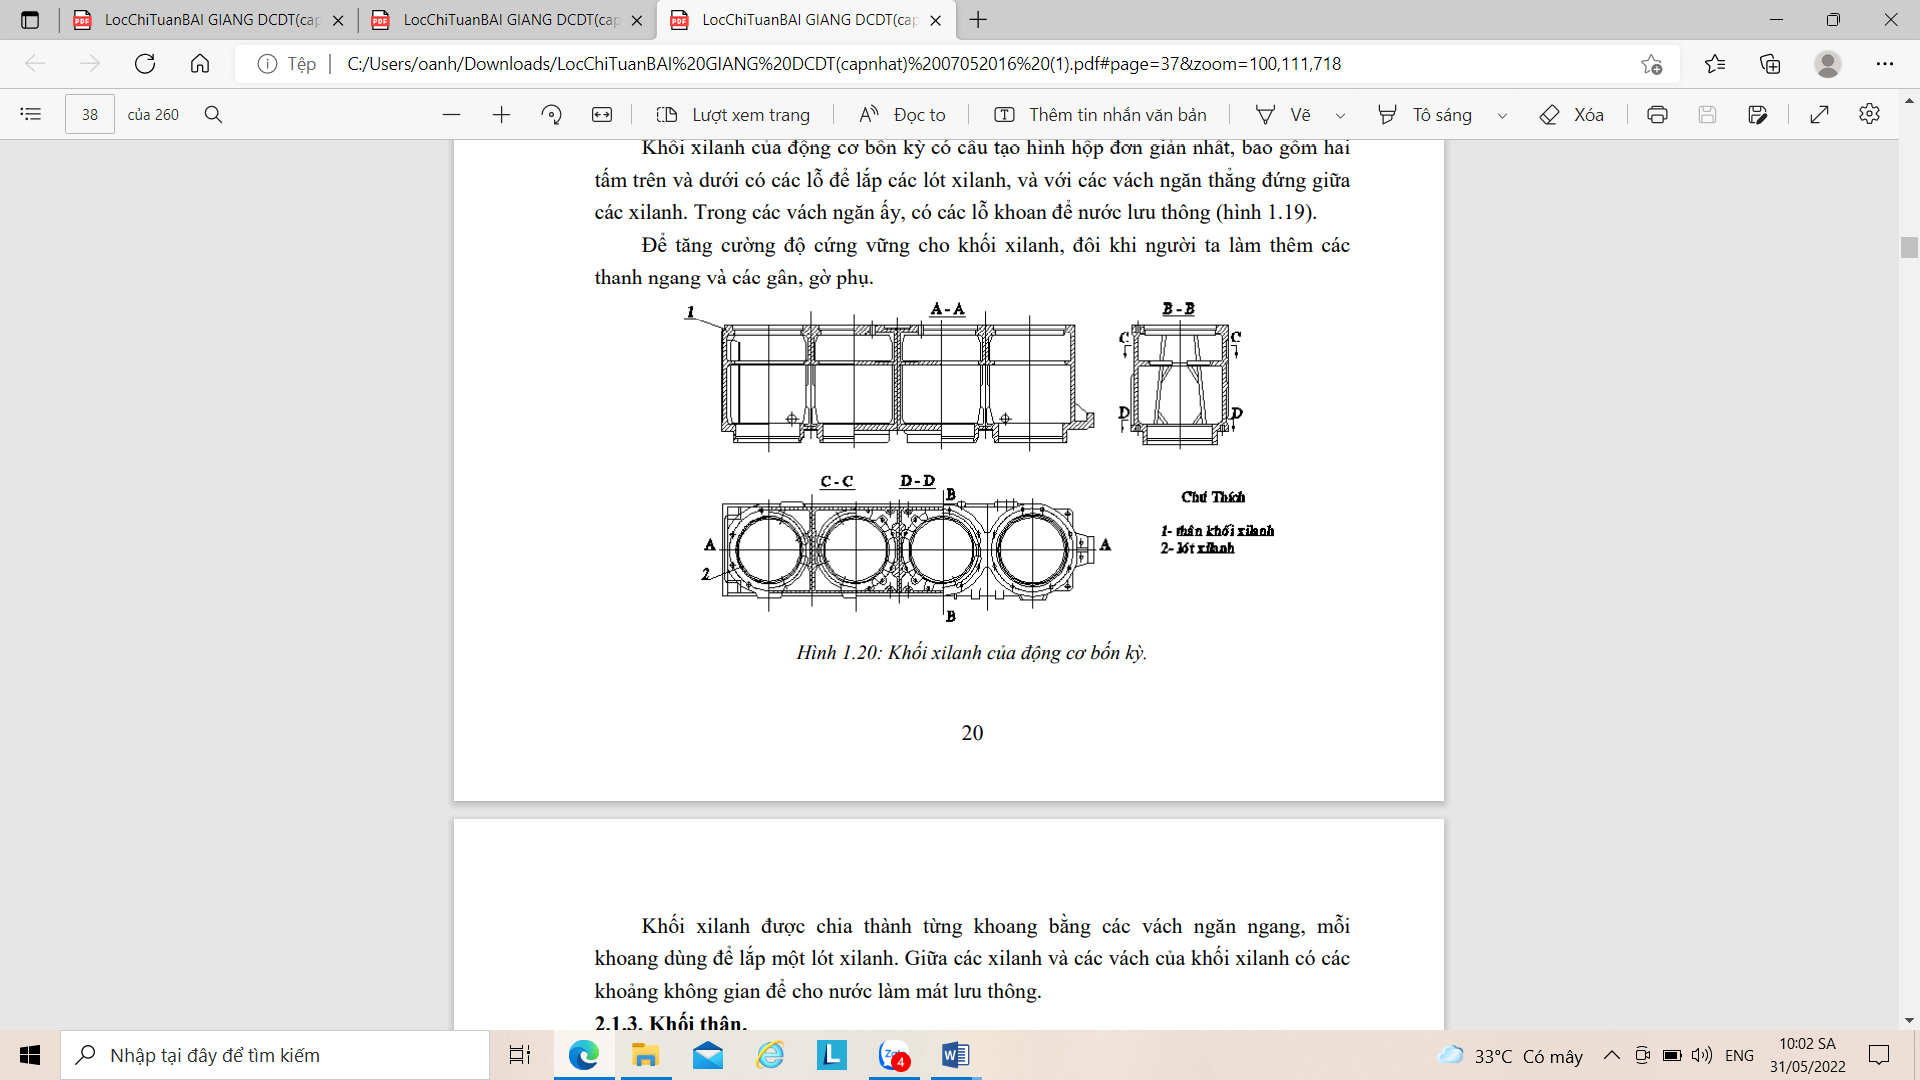 LocChiTuanBAI GIANG DCDT(cap
LocChiTuanBAI GIANG DCDT(cap
LocChiTuanBAI GIANG DCDT(cap
Tệp
C:/Users/oanh/Downloads/LocChiTuanBAI%20GIANG%20DCDT(capnhat)%2007052016%20(1).pdf#page=37&zoom=100,111,718
38 của 260
Lượt xem trang
Đọc to
Thêm tin nhắn văn bản
Vẽ
Tô sáng
Xóa
Khối xilanh của động cơ bốn kỳ có cấu tạo hình hộp đơn giản nhất, bao gồm hai
tấm trên và dưới có các lỗ để lắp các lót xilanh, và với các vách ngăn thẳng đứng giữa
các xilanh. Trong các vách ngăn ấy, có các lỗ khoan để nước lưu thông (hình 1.19).
Để tăng cường độ cứng vững cho khối xilanh, đôi khi người ta làm thêm các
thanh ngang và các gân, gờ phụ.
1
A - A
B - B
C
C
D
D
C - C
D - D
B
A
A
2
B
Chú Thích
1- thân khối xilanh
2- lót xilanh
Hình 1.20: Khối xilanh của động cơ bốn kỳ.
20
Khối xilanh được chia thành từng khoang bằng các vách ngăn ngang, mỗi
khoang dùng để lắp một lót xilanh. Giữa các xilanh và các vách của khối xilanh có các
khoảng không gian để cho nước làm mát lưu thông.
2.1.3. Khối thân.
Nhập tại đây để tìm kiếm
4
33°C Có mây
ENG
10:02 SA
31/05/2022